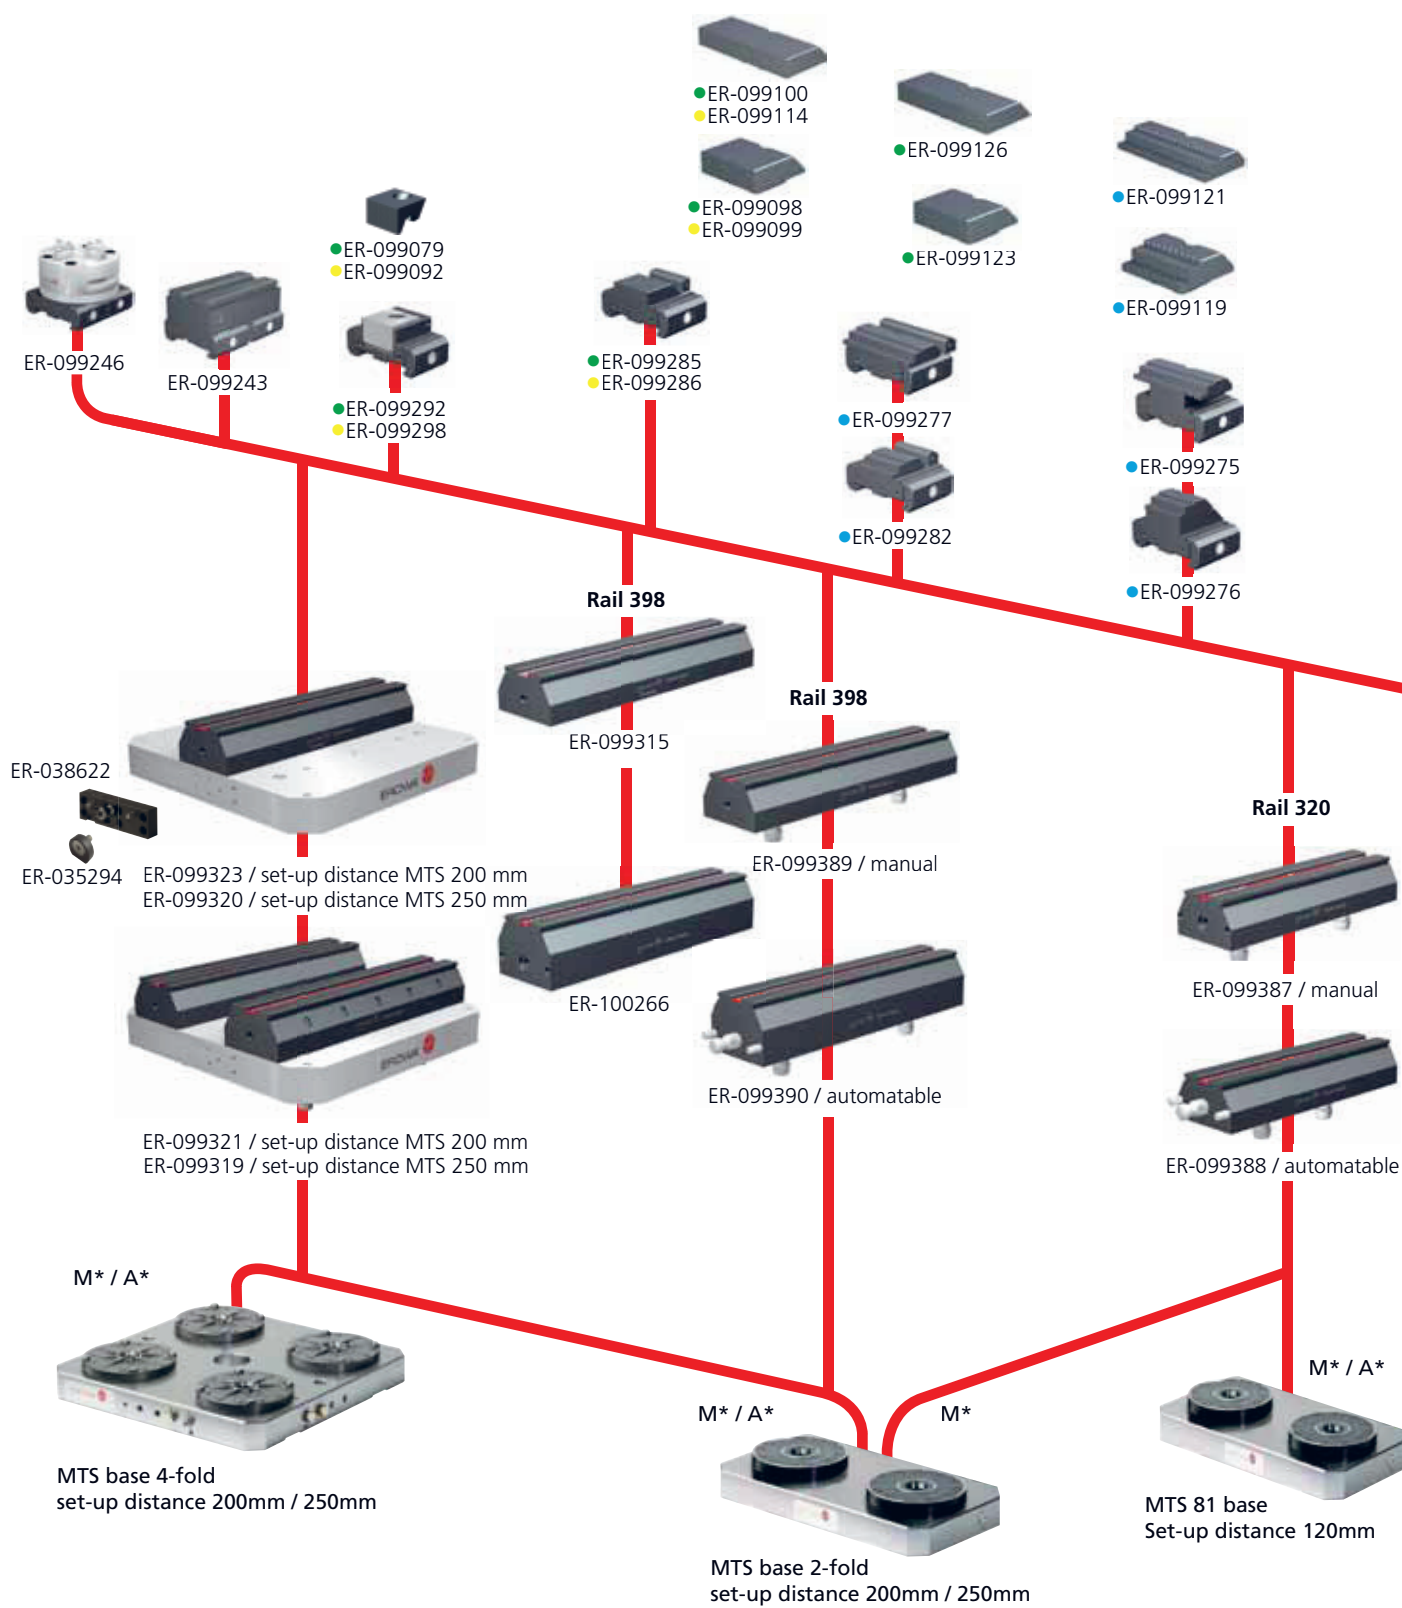 ER-099100
ER-099114
ER-099126
ER-099121
ER-099098
ER-099099
ER-099079
ER-099092
ER-099123
ER-099119
ER-099246
ER-099243
ER-099285
ER-099286
ER-099292
ER-099298
ER-099277
ER-099275
ER-099282
ER-099276
Rail 398
Rail 398
ER-099315
ER-038622
EROWA
Rail 320
ER-099389 / manual
ER-035294
ER-099323 / set-up distance MTS 200 mm
ER-099320 / set-up distance MTS 250 mm
ER-099387 / manual
ER-100266
EROWA
ER-099390 / automatable
ER-099321 / set-up distance MTS 200 mm
ER-099319 / set-up distance MTS 250 mm
ER-099388 / automatable
M* / A*
M* / A*
M* / A*
M*
MTS base 4-fold
set-up distance 200mm / 250mm
MTS 81 base
Set-up distance 120mm
MTS base 2-fold
set-up distance 200mm / 250mm